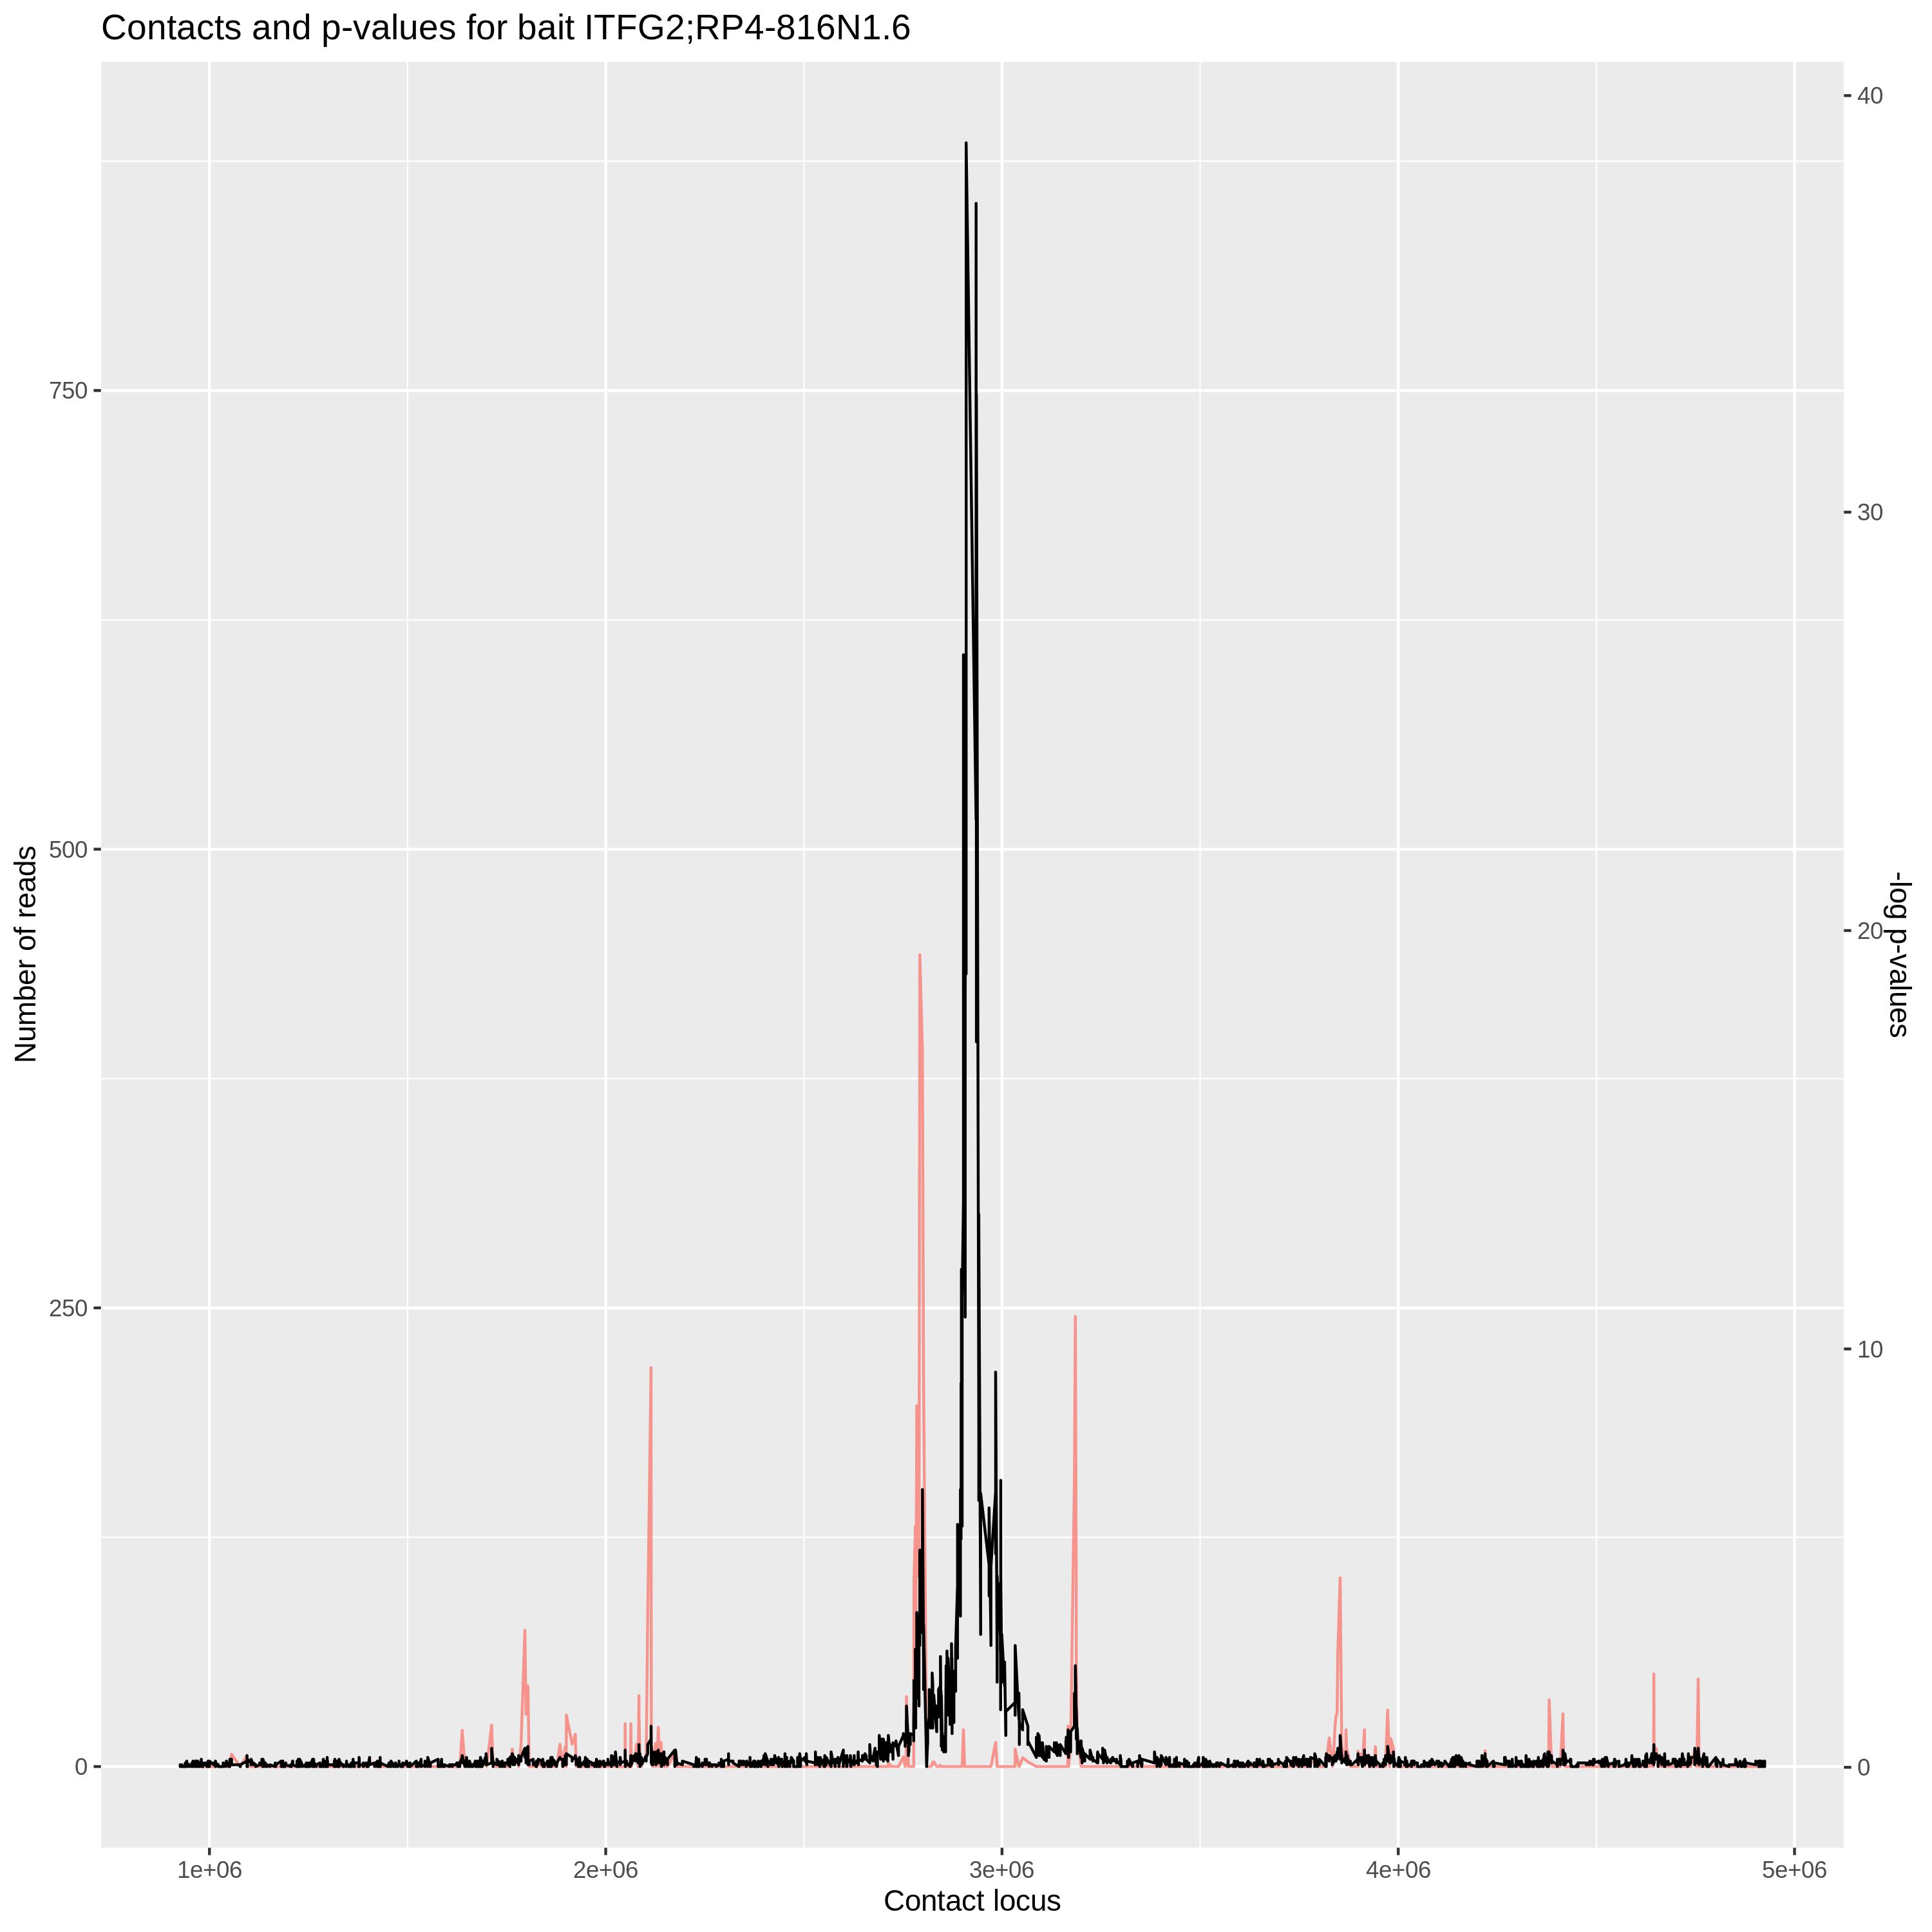 Contacts and p-values for bait ITFG2;RP4-816N1.6
Number of reads
750
500
250
0
40
30
20
10
0
-log p-values
1e+06
2e+06
3e+06
4e+06
5e+06
Contact locus